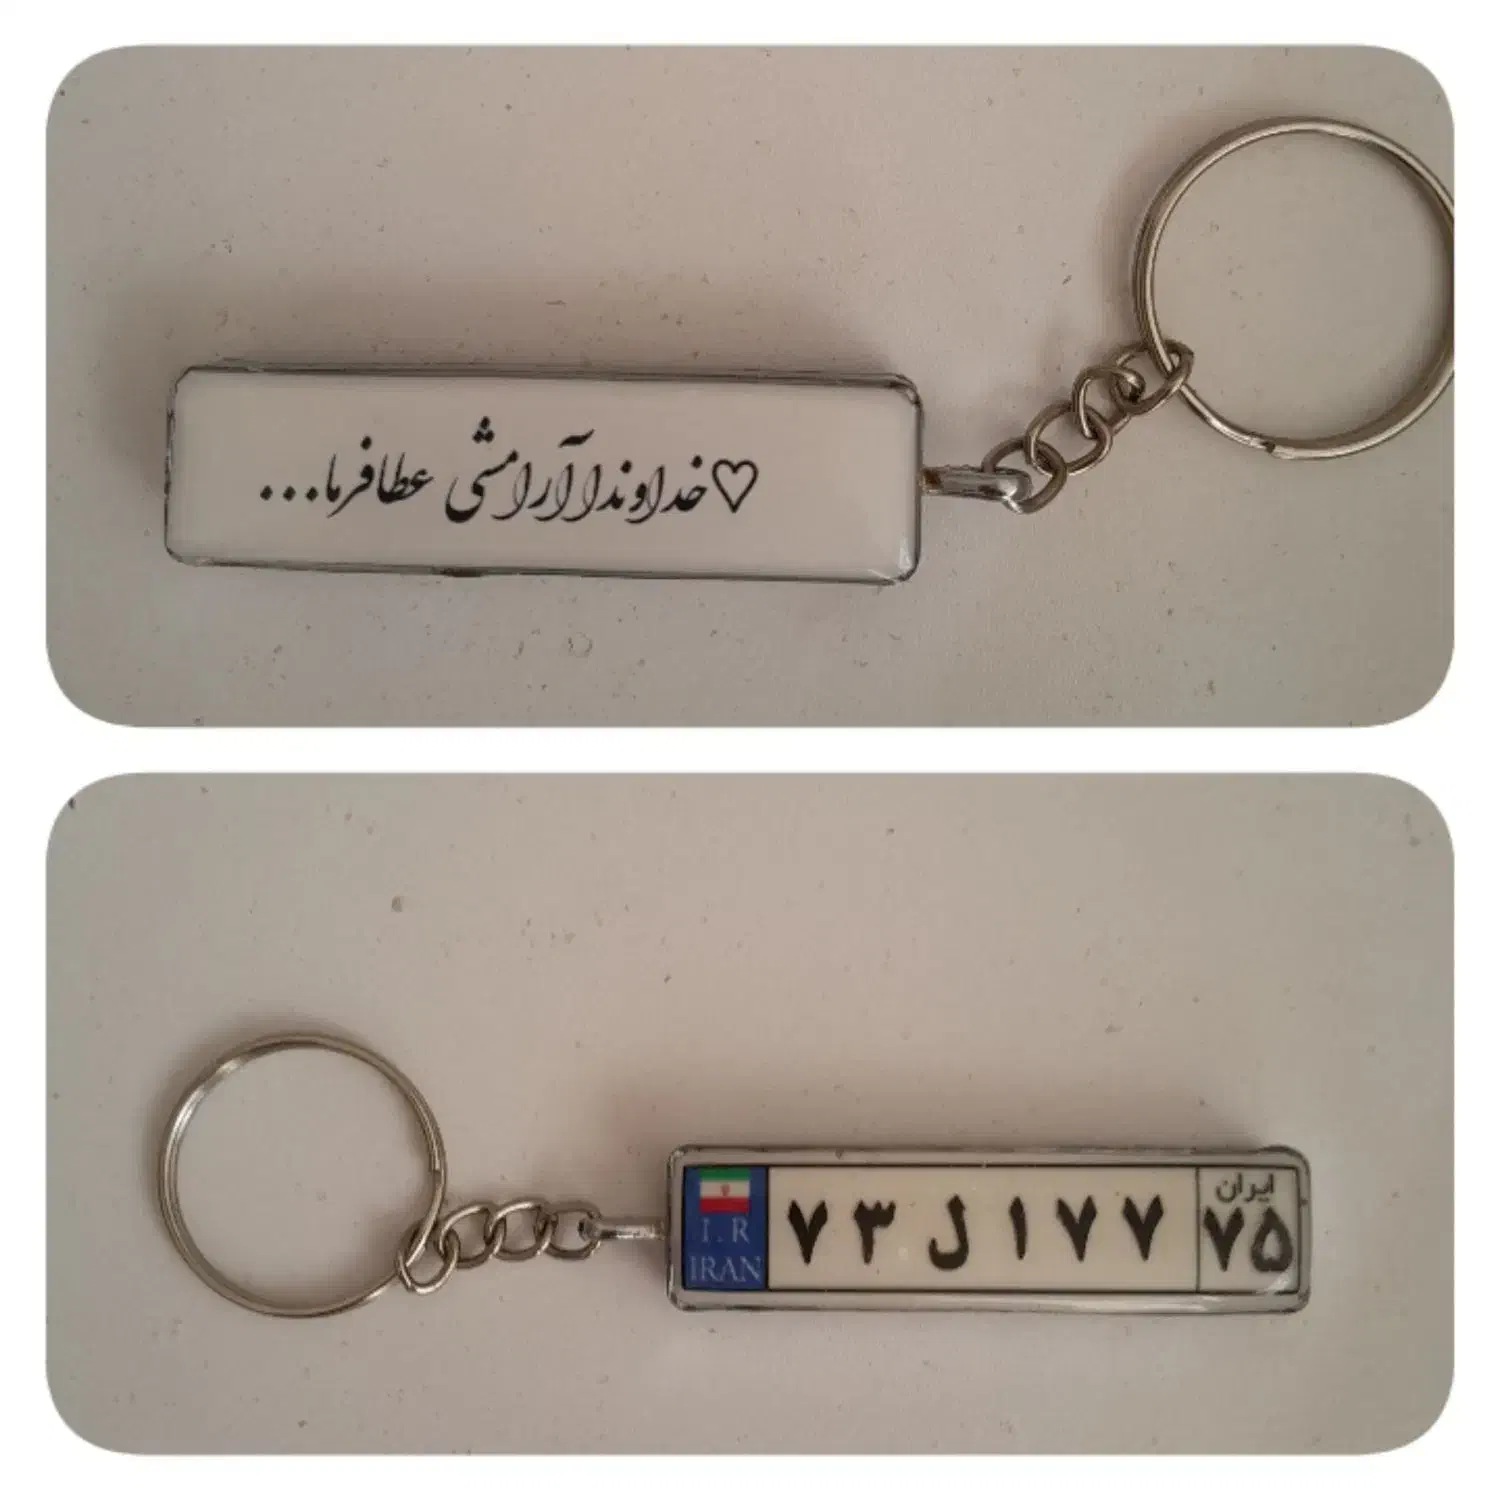 ♡خداوندا آرامشی عطا فرما...
I.R
IRAN
۷۳ ل ۱۷۷
ایران
۷۵